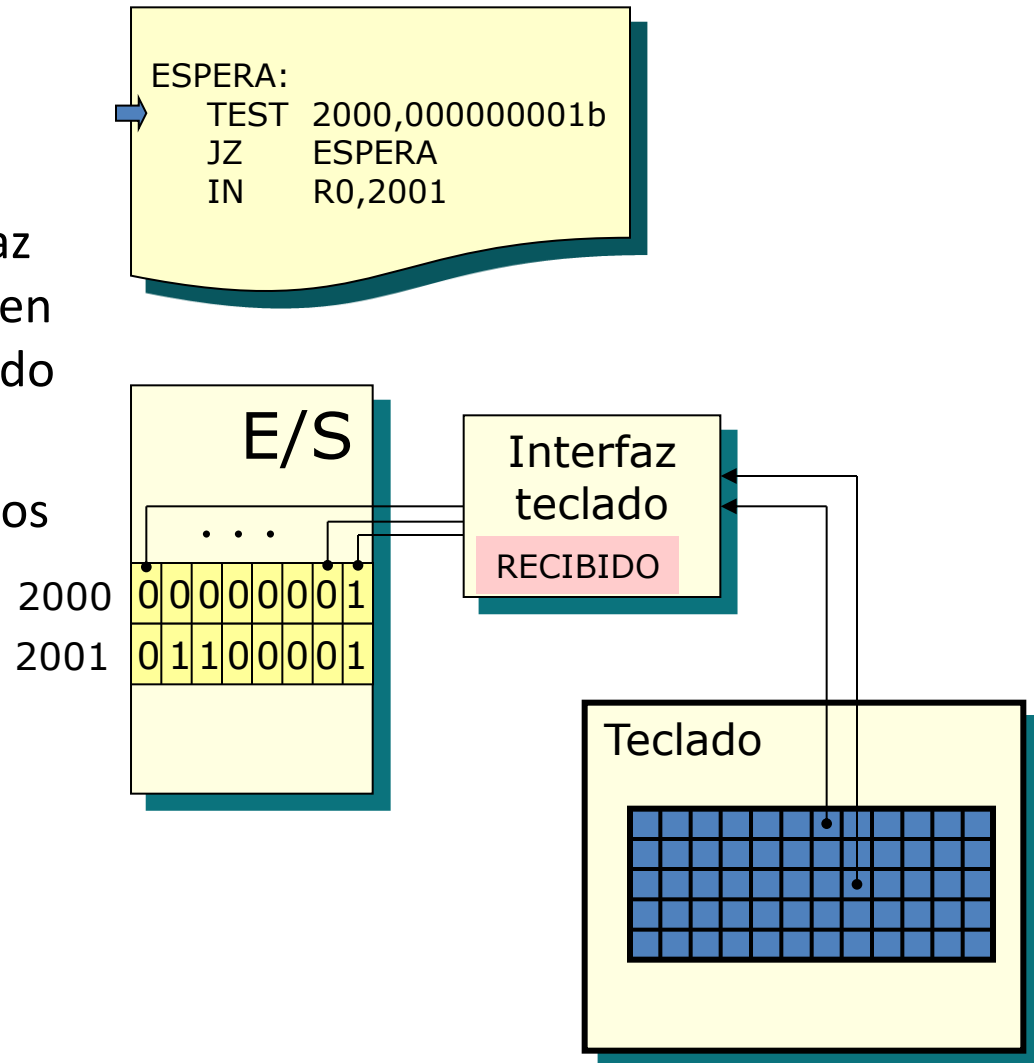 ESPERA:
TEST 2000,000000001b
JZ ESPERA
IN R0,2001
az
en
do
os
E/S
. . .
2000 0 0 0 0 0 0 0 1
2001 0 1 1 0 0 0 0 1
Interfaz
teclado
RECIBIDO
Teclado